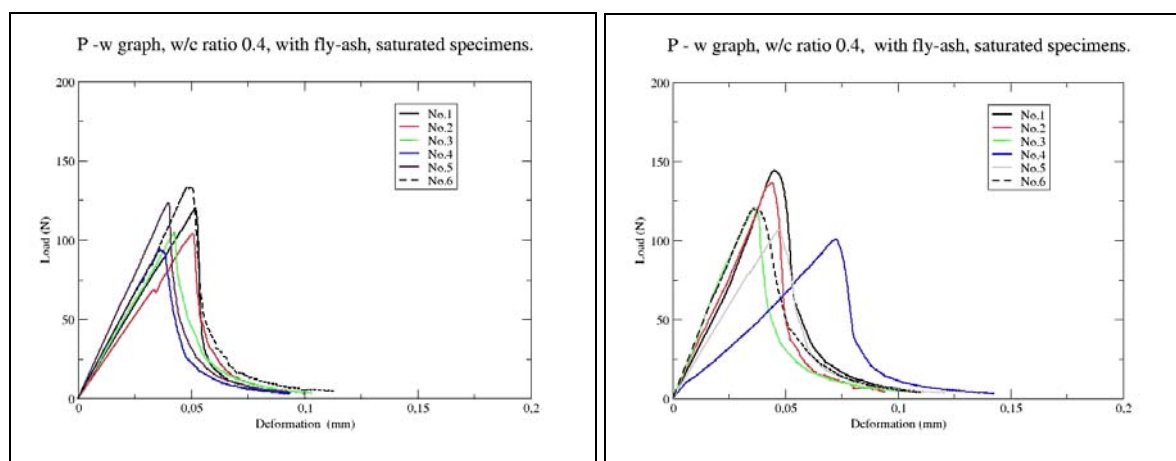 P -w graph, w/c ratio 0.4, with fly-ash, saturated specimens.
200
150
100
50
0
Load (N)
No.1
No.2
No.3
No.4
No.5
No.6
0
0,05
0,1
0,15
0,2
Deformation (mm)
P - w graph, w/c ratio 0.4, with fly-ash, saturated specimens.
200
150
100
50
0
Load (N)
No.1
No.2
No.3
No.4
No.5
No.6
0
0,05
0,1
0,15
0,2
Deformation (mm)